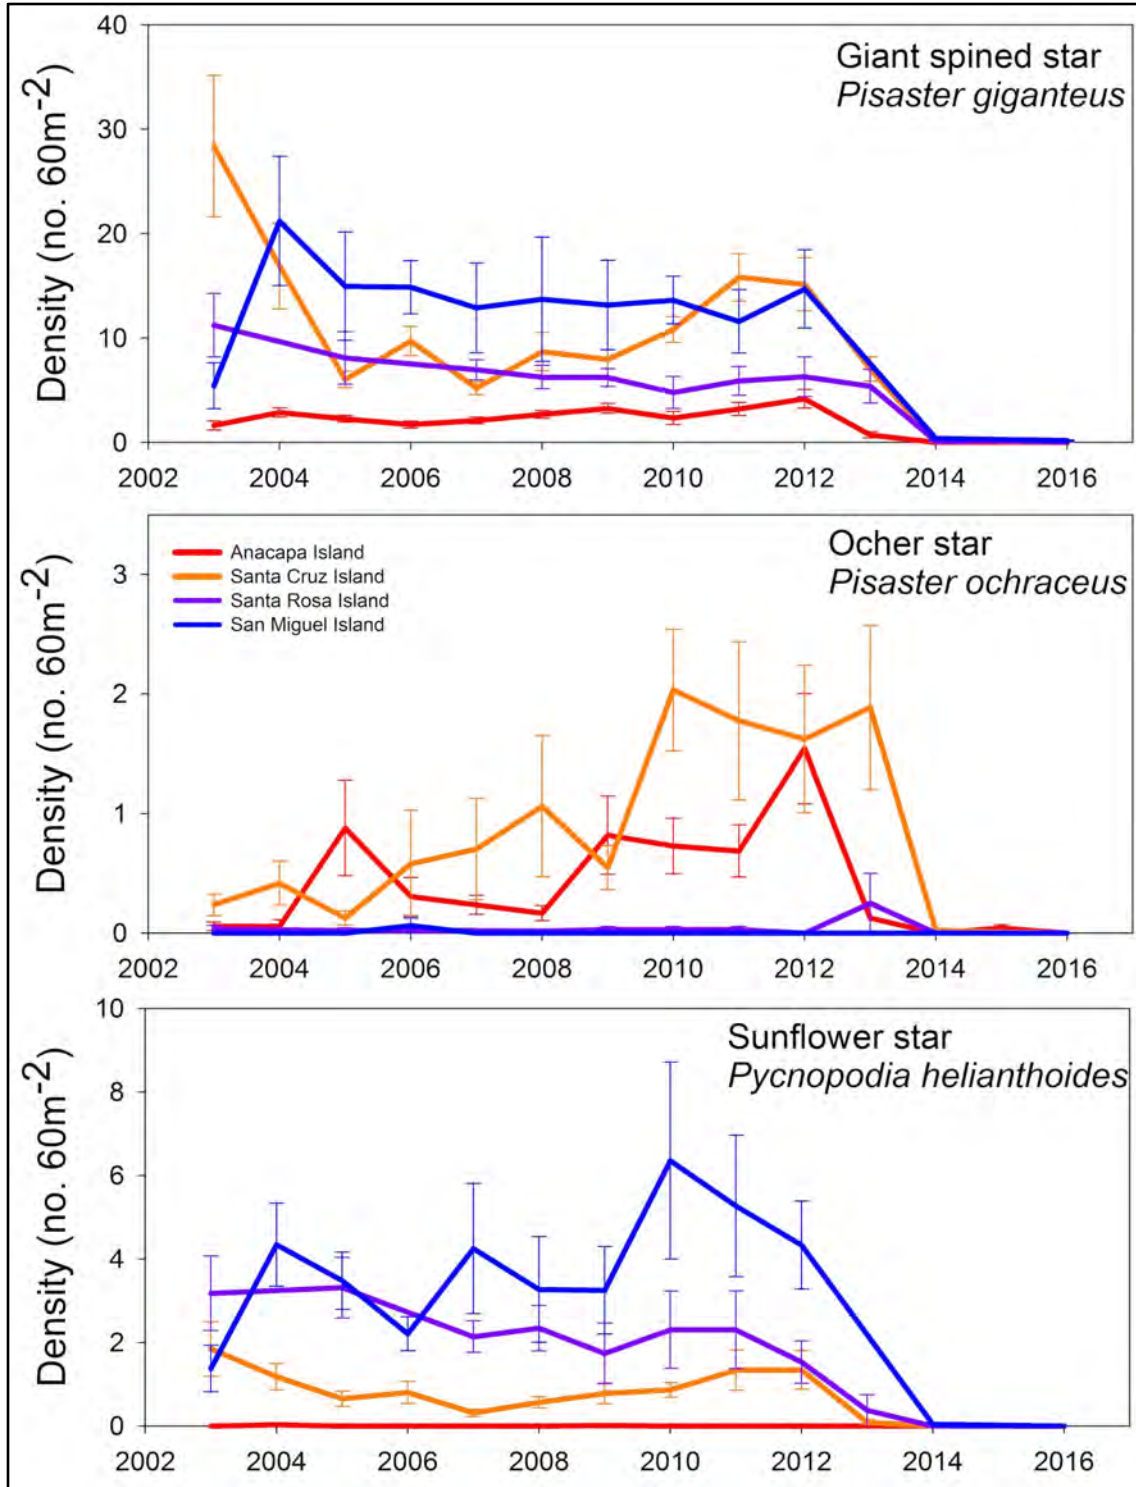 Giant spined star
Pisaster giganteus
Density (no. 60m-2)
40
30
20
10
0
2002 2004 2006 2008 2010 2012 2014 2016
Ocher star
Pisaster ochraceus
Anacapa Island
Santa Cruz Island
Santa Rosa Island
San Miguel Island
Density (no. 60m-2)
3
2
1
0
2002 2004 2006 2008 2010 2012 2014 2016
Sunflower star
Pycnopodia helianthoides
Density (no. 60m-2)
10
8
6
4
2
0
2002 2004 2006 2008 2010 2012 2014 2016